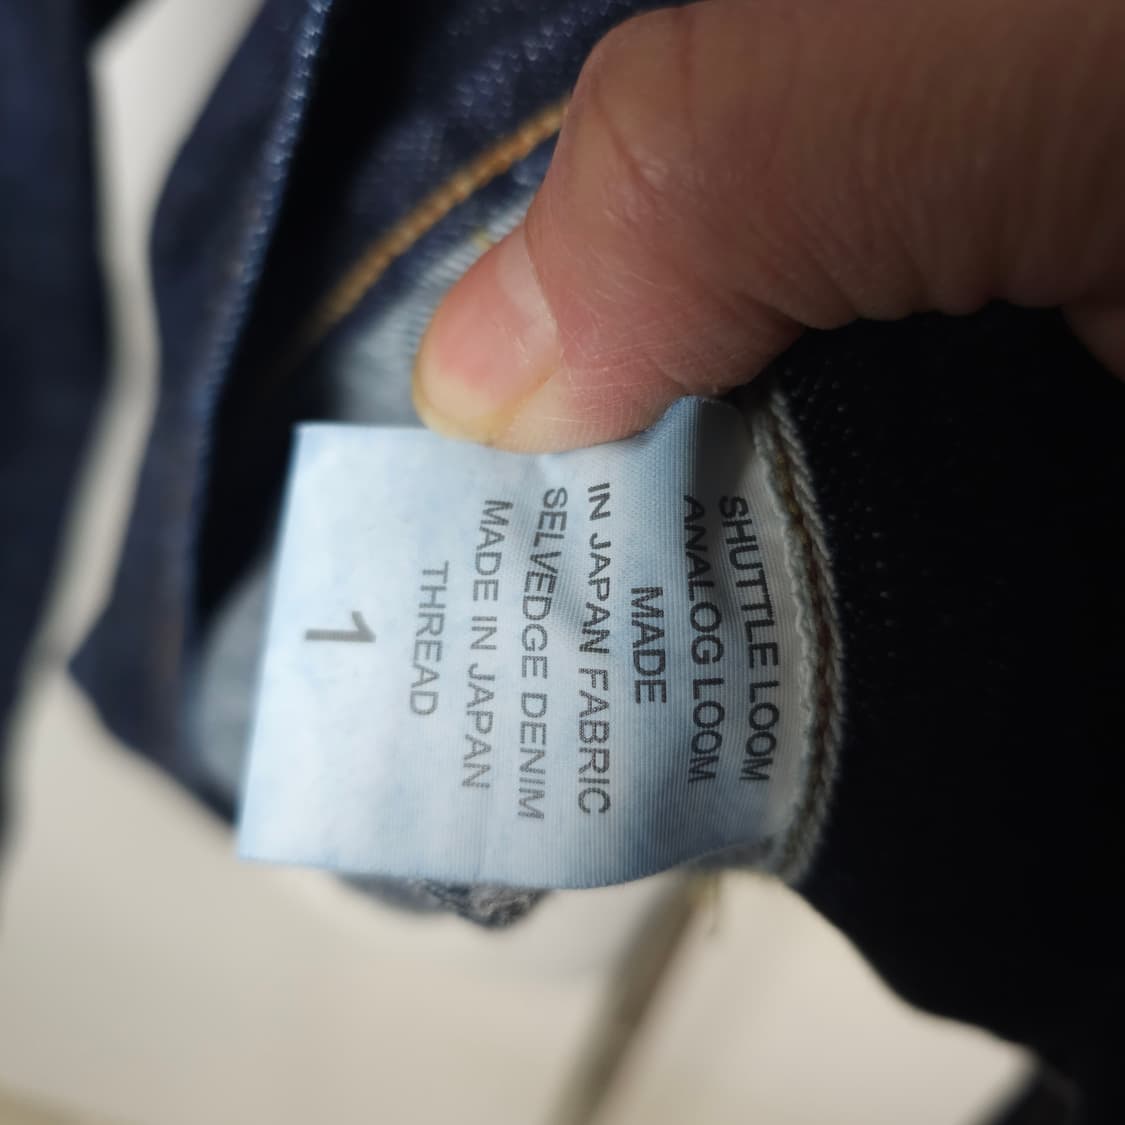 SHUTTLE LOOM
ANALOG LOOM
MADE
IN JAPAN FABRIC
SELVEDGE DENIM
MADE IN JAPAN
THREAD
1